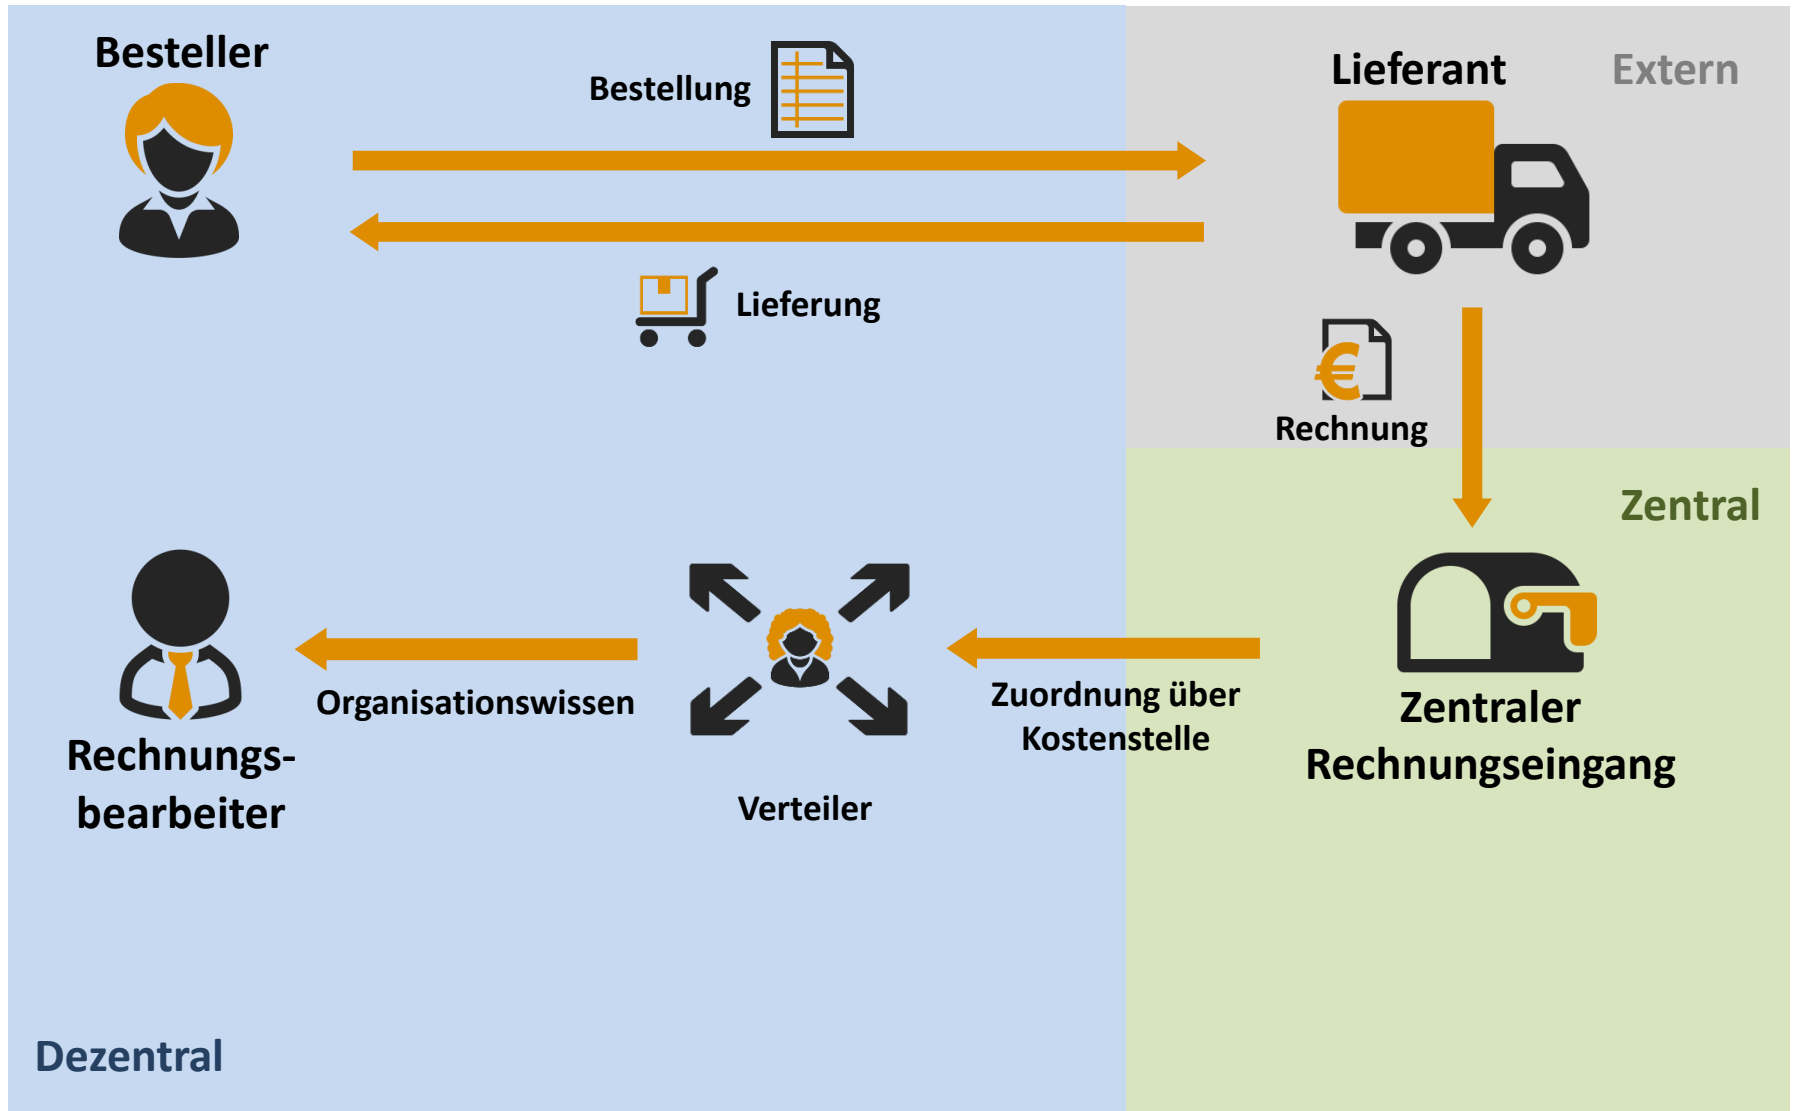 Besteller
Bestellung
Lieferant
Extern
Lieferung
€
Rechnung
Zentral
Organisationswissen
Zuordnung über
Kostenstelle
Zentraler
Rechnungseingang
Rechnungs-
bearbeiter
Verteiler
Dezentral